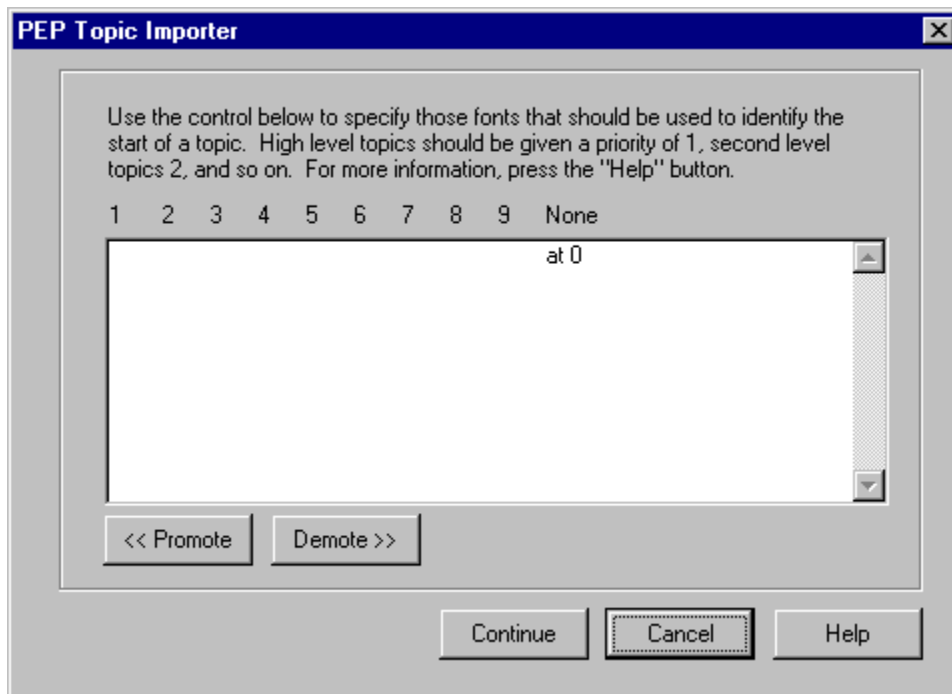 PEP Topic Importer
Use the control below to specify those fonts that should be used to identify the
start of a topic. High level topics should be given a priority of 1, second level
topics 2, and so on. For more information, press the "Help" button.
1 2 3 4 5 6 7 8 9 None
at 0
<< Promote Demote >>
Continue Cancel Help